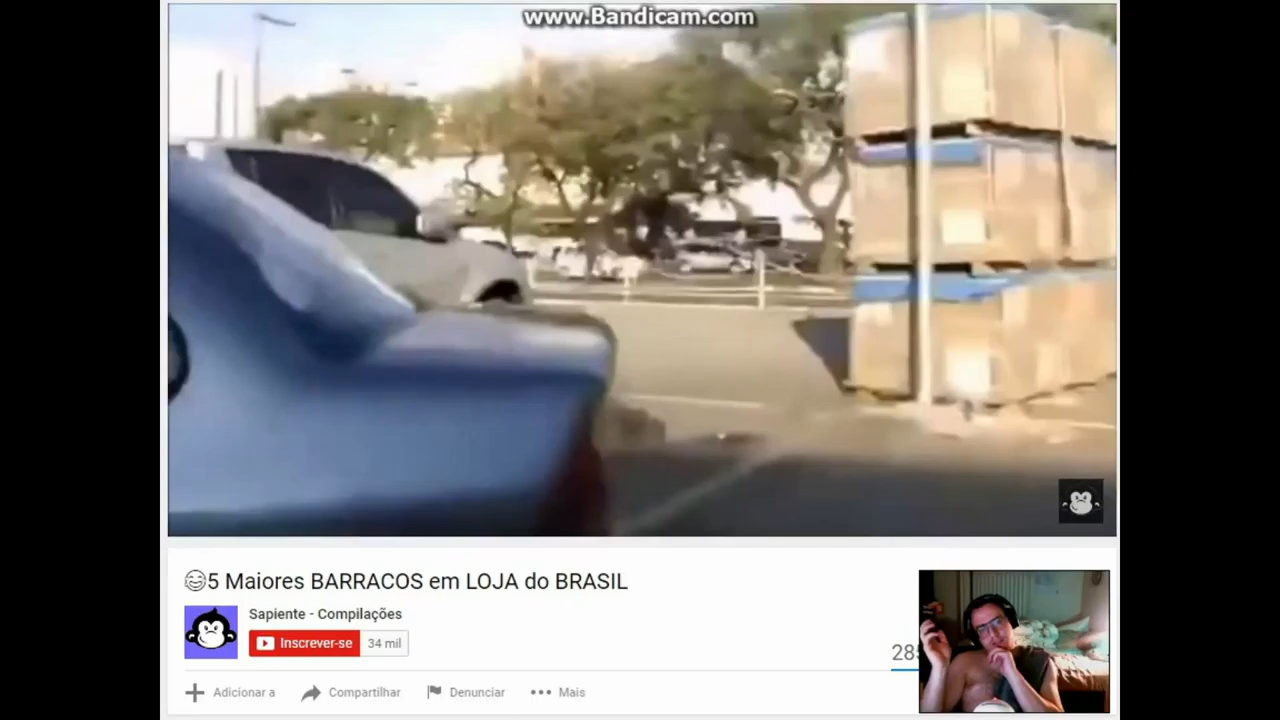 www.Bandicam.com
😂5 Maiores BARRACOS em LOJA do BRASIL
Sapiente - Compilações
Inscrever-se 34 mil
28
Adicionar a Compartilhar Denunciar Mais